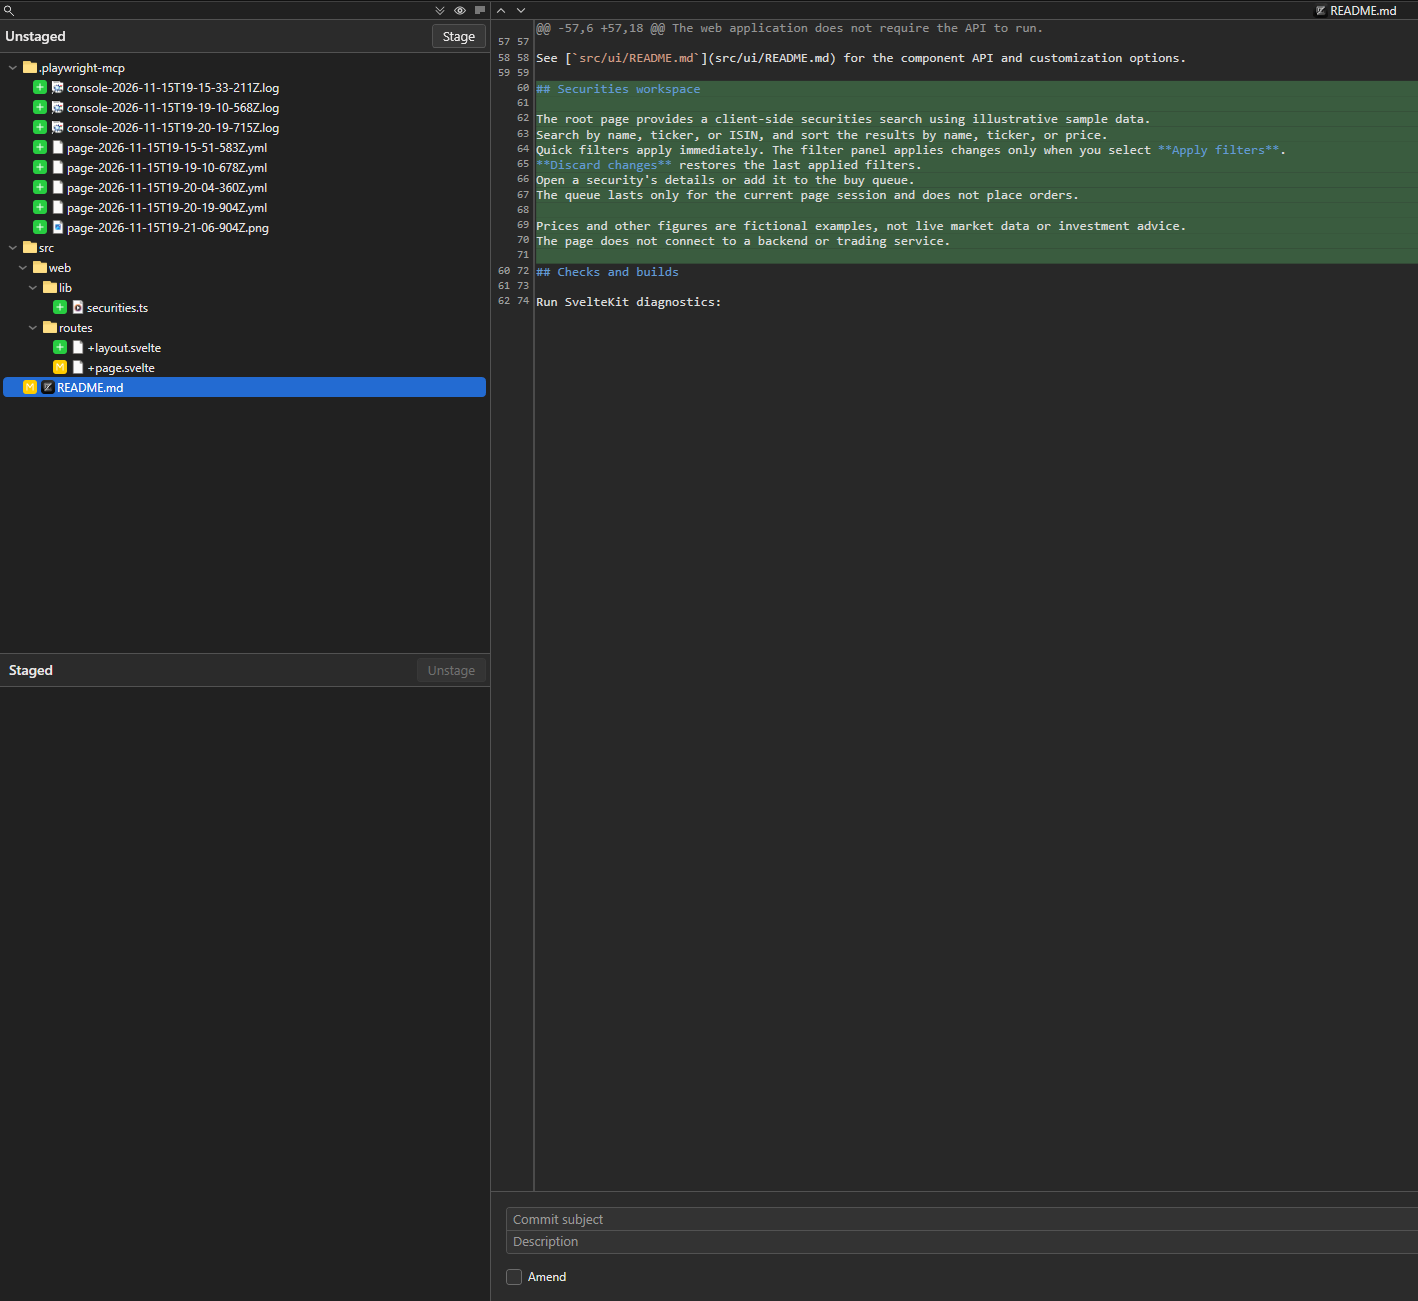 README.md
Unstaged
Stage
.playwright-mcp
console-2026-11-15T19-15-33-211Z.log
console-2026-11-15T19-19-10-568Z.log
console-2026-11-15T19-20-19-715Z.log
page-2026-11-15T19-15-51-583Z.yml
page-2026-11-15T19-19-10-678Z.yml
page-2026-11-15T19-20-04-360Z.yml
page-2026-11-15T19-20-19-904Z.yml
page-2026-11-15T19-21-06-904Z.png
src
web
lib
securities.ts
routes
+layout.svelte
M +page.svelte
M README.md
Staged
Unstage
@@ -57,6 +57,18 @@ The web application does not require the API to run.
57 57
58 58 See [`src/ui/README.md`](src/ui/README.md) for the component API and customization options.
59 59
60 ## Securities workspace
61
62 The root page provides a client-side securities search using illustrative sample data.
63 Search by name, ticker, or ISIN, and sort the results by name, ticker, or price.
64 Quick filters apply immediately. The filter panel applies changes only when you select **Apply filters**.
65 **Discard changes** restores the last applied filters.
66 Open a security's details or add it to the buy queue.
67 The queue lasts only for the current page session and does not place orders.
68
69 Prices and other figures are fictional examples, not live market data or investment advice.
70 The page does not connect to a backend or trading service.
71
60 72 ## Checks and builds
61 73
62 74 Run SvelteKit diagnostics:
Commit subject
Description
Amend